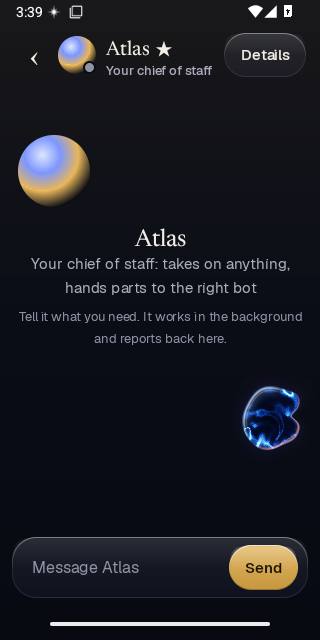 3:39
‹ Atlas ★
Your chief of staff
Details
Atlas
Your chief of staff: takes on anything,
hands parts to the right bot
Tell it what you need. It works in the background
and reports back here.
Message Atlas
Send